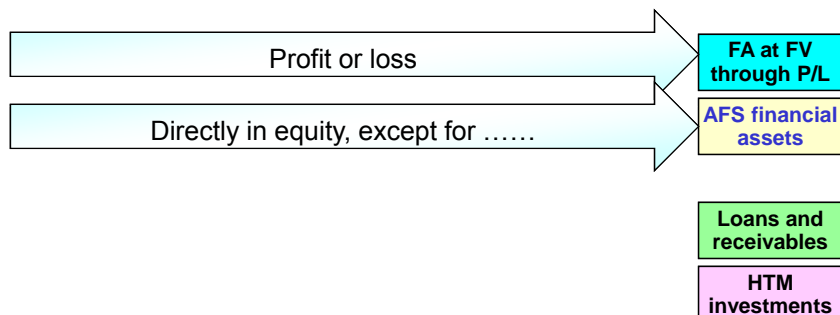 Profit or loss
FA at FV
through P/L
Directly in equity, except for ……
AFS financial
assets
Loans and
receivables
HTM
investments